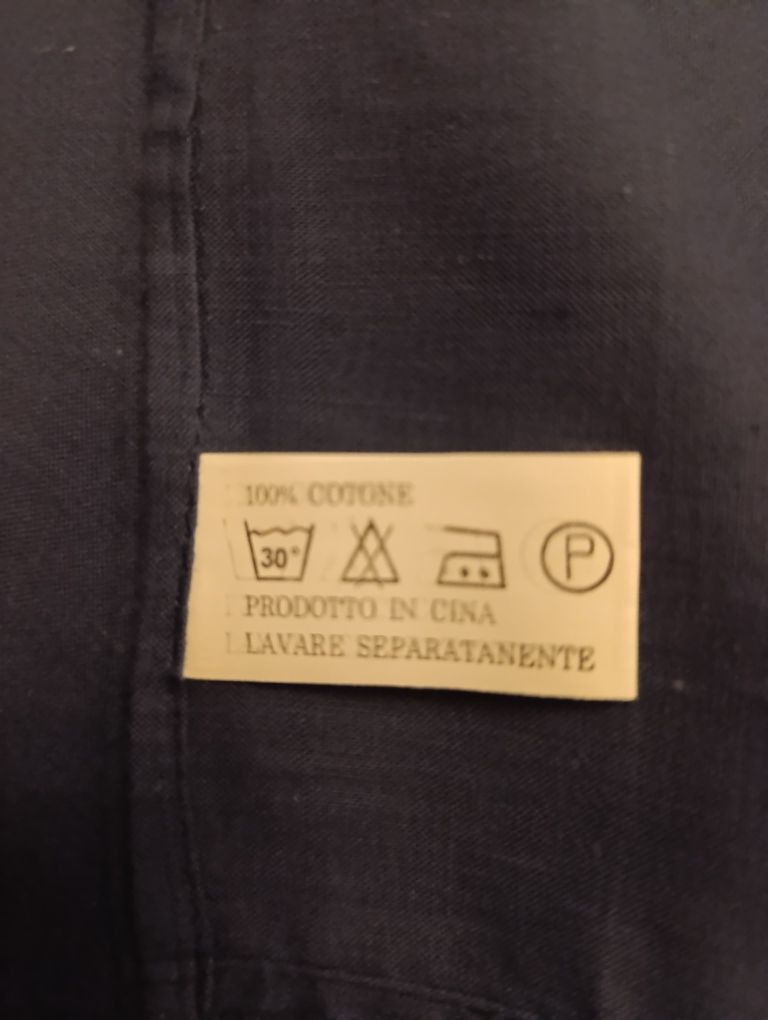 100% COTONE
30°
P
PRODOTTO IN CINA
LAVARE SEPARATANENTE